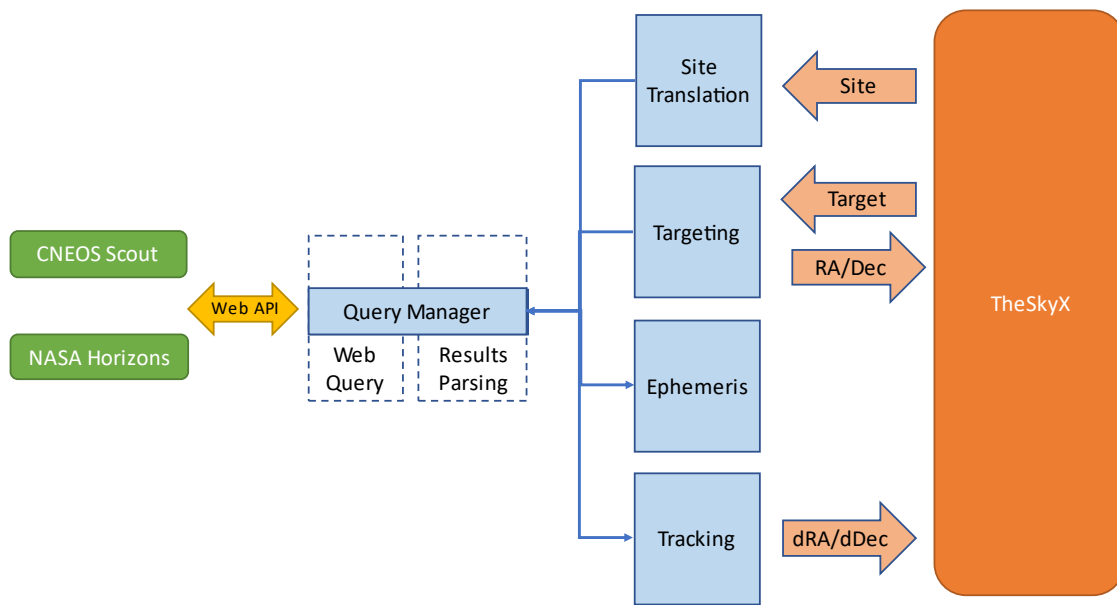 Site
Translation
Site
Target
Targeting
RA/Dec
CNEOS Scout
Web API
Query Manager
TheSkyX
NASA Horizons
Web
Query
Results
Parsing
Ephemeris
Tracking
dRA/dDec